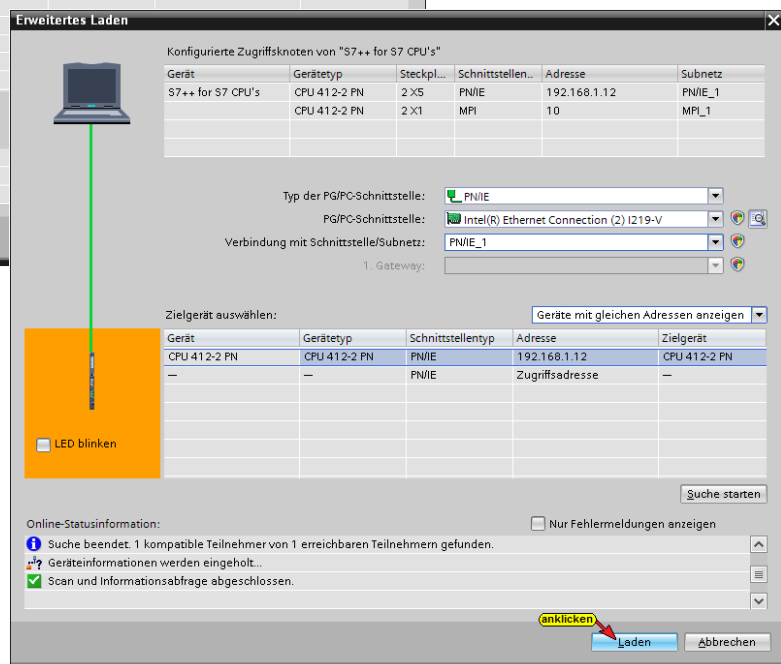 Erweitertes Laden
Konfigurierte Zugriffsknoten von "S7++ for S7 CPU's"
Gerät Gerätetyp Steckpl... Schnittstellen.. Adresse Subnetz
S7++ for S7 CPU's CPU 412-2 PN 2 X5 PN/IE 192.168.1.12 PN/IE_1
CPU 412-2 PN 2 X1 MPI 10 MPI_1
Typ der PG/PC-Schnittstelle: PN/IE
PG/PC-Schnittstelle: Intel(R) Ethernet Connection (2) I219-V
Verbindung mit Schnittstelle/Subnetz: PN/IE_1
1. Gateway:
Zielgerät auswählen: Geräte mit gleichen Adressen anzeigen
Gerät Gerätetyp Schnittstellentyp Adresse Zielgerät
CPU 412-2 PN CPU 412-2 PN PN/IE 192.168.1.12 CPU 412-2 PN
— — PN/IE Zugriffsadresse —
LED blinken
Suche starten
Online-Statusinformation: Nur Fehlermeldungen anzeigen
Suche beendet. 1 kompatible Teilnehmer von 1 erreichbaren Teilnehmern gefunden.
Geräteinformationen werden eingeholt...
Scan und Informationsabfrage abgeschlossen.
anklicken
Laden Abbrechen